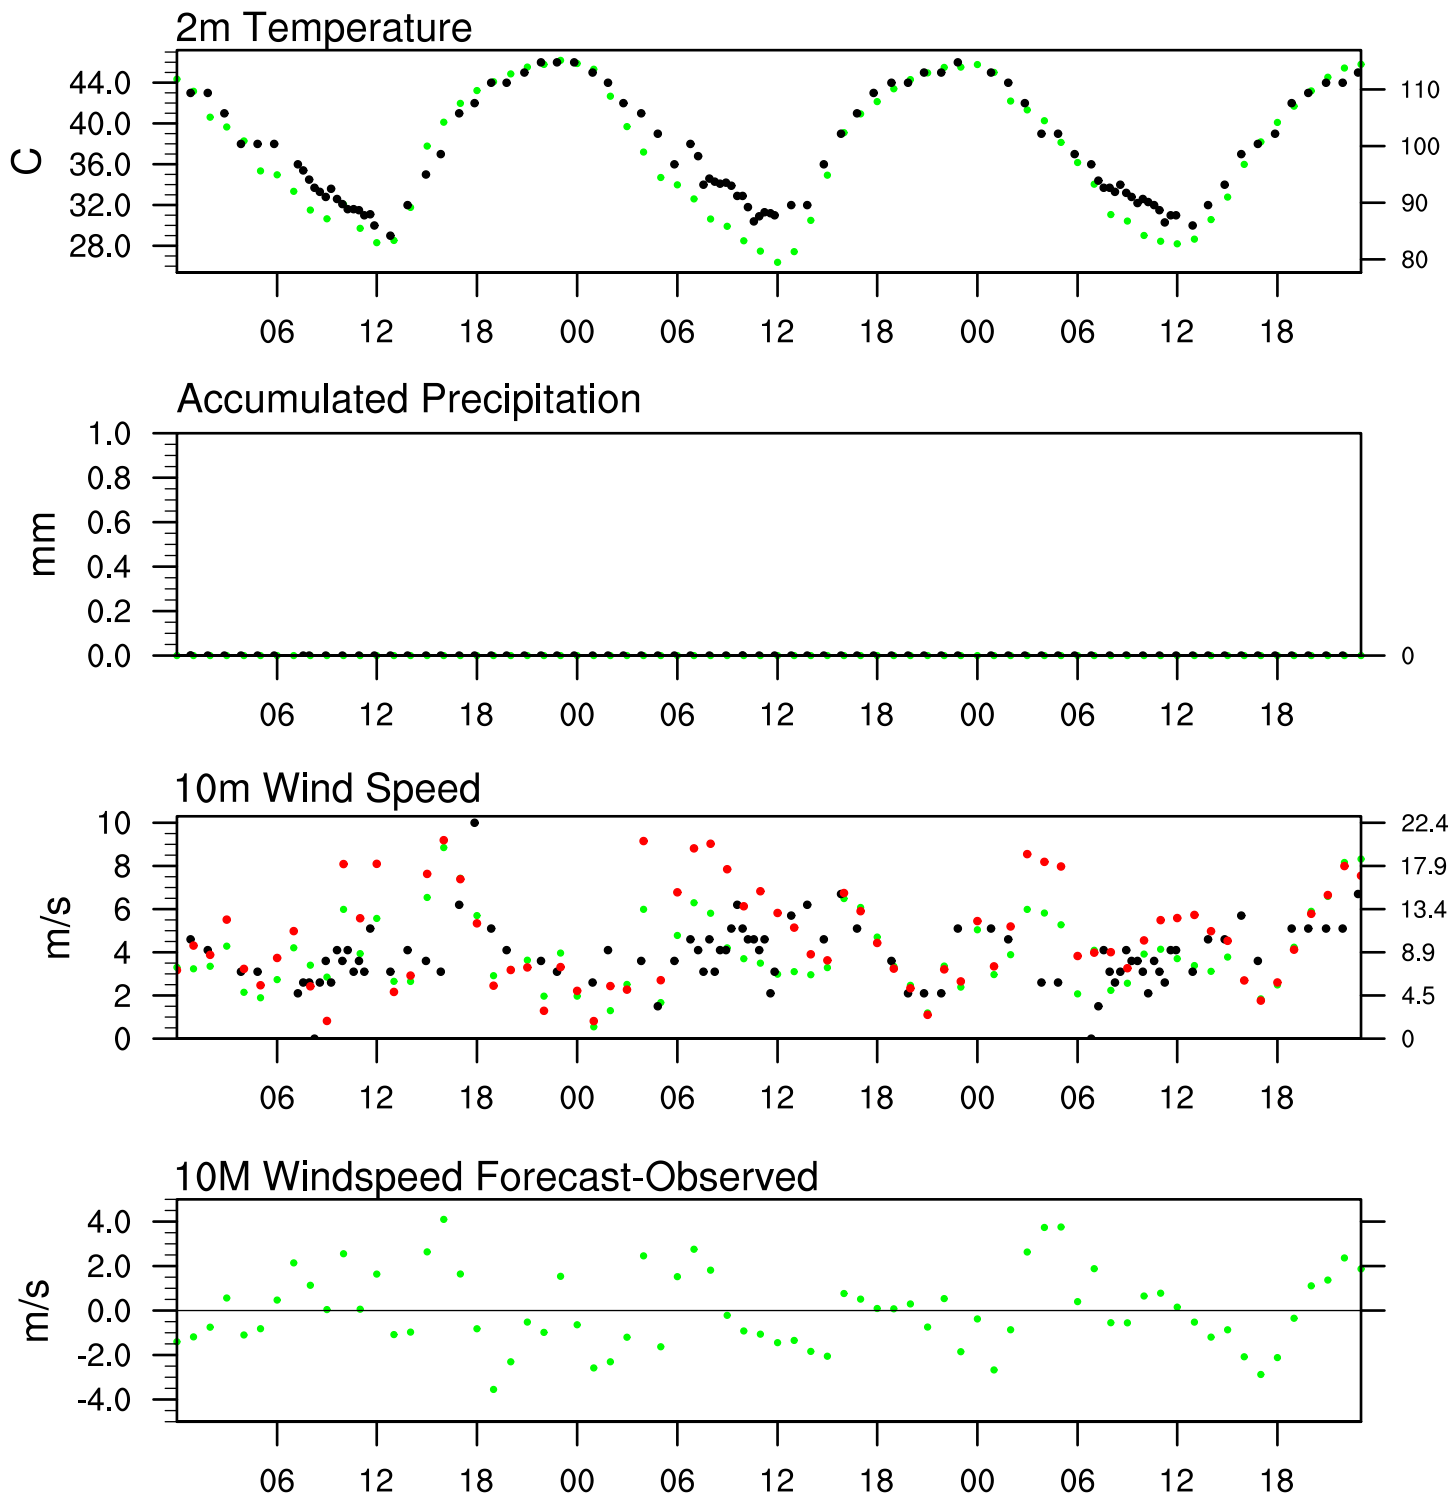 2m Temperature
44.0
40.0
36.0
32.0
28.0
C
110
100
90
80
06 12 18 00 06 12 18 00 06 12 18
Accumulated Precipitation
1.0
0.8
0.6
0.4
0.2
0.0
mm
0
06 12 18 00 06 12 18 00 06 12 18
10m Wind Speed
10
8
6
4
2
0
m/s
22.4
17.9
13.4
8.9
4.5
0
06 12 18 00 06 12 18 00 06 12 18
10M Windspeed Forecast-Observed
4.0
2.0
0.0
-2.0
-4.0
m/s
06 12 18 00 06 12 18 00 06 12 18